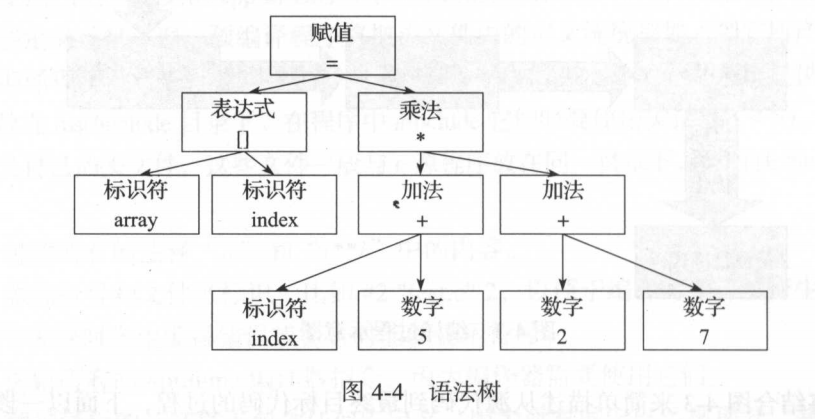 赋值
=
表达式
[]
乘法
*
标识符
array
标识符
index
加法
+
加法
+
标识符
index
数字
5
数字
2
数字
7
图 4-4 语法树